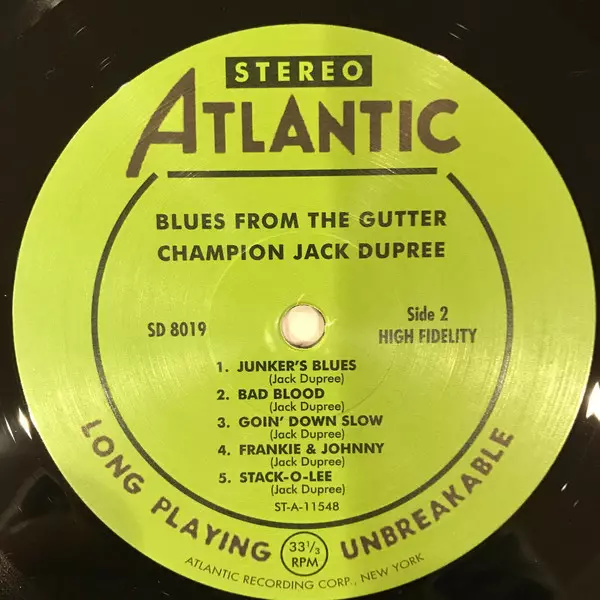 STEREO
ATLANTIC
BLUES FROM THE GUTTER
CHAMPION JACK DUPREE
SD 8019
Side 2
HIGH FIDELITY
1. JUNKER'S BLUES
(Jack Dupree)
2. BAD BLOOD
(Jack Dupree)
3. GOIN' DOWN SLOW
(Jack Dupree)
4. FRANKIE & JOHNNY
(Jack Dupree)
5. STACK-O-LEE
(Jack Dupree)
ST-A-11548
LONG PLAYING 33⅓ RPM UNBREAKABLE
ATLANTIC RECORDING CORP., NEW YORK